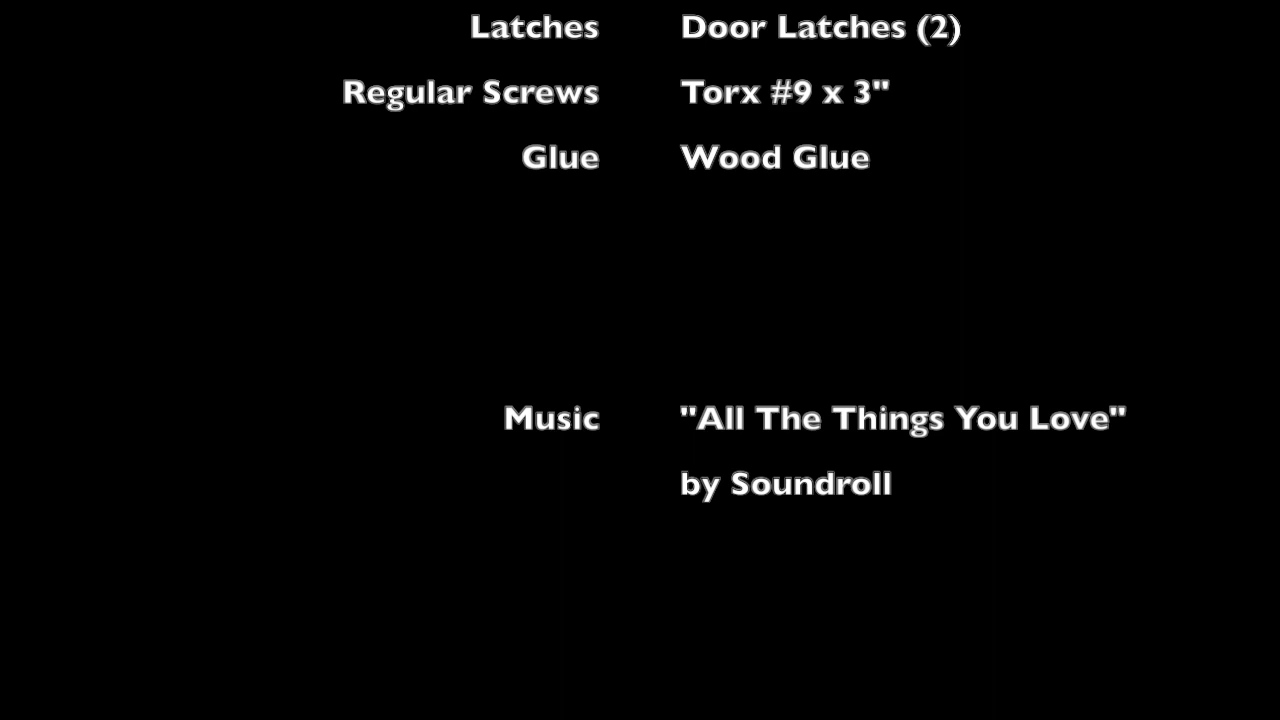 Latches Door Latches (2)
Regular Screws Torx #9 x 3"
Glue Wood Glue
Music "All The Things You Love"
by Soundroll